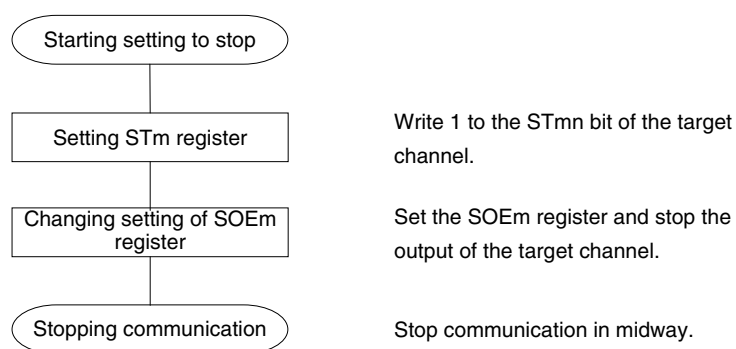 Starting setting to stop
Setting STm register
Write 1 to the STmn bit of the target
channel.
Changing setting of SOEm
register
Set the SOEm register and stop the
output of the target channel.
Stopping communication
Stop communication in midway.